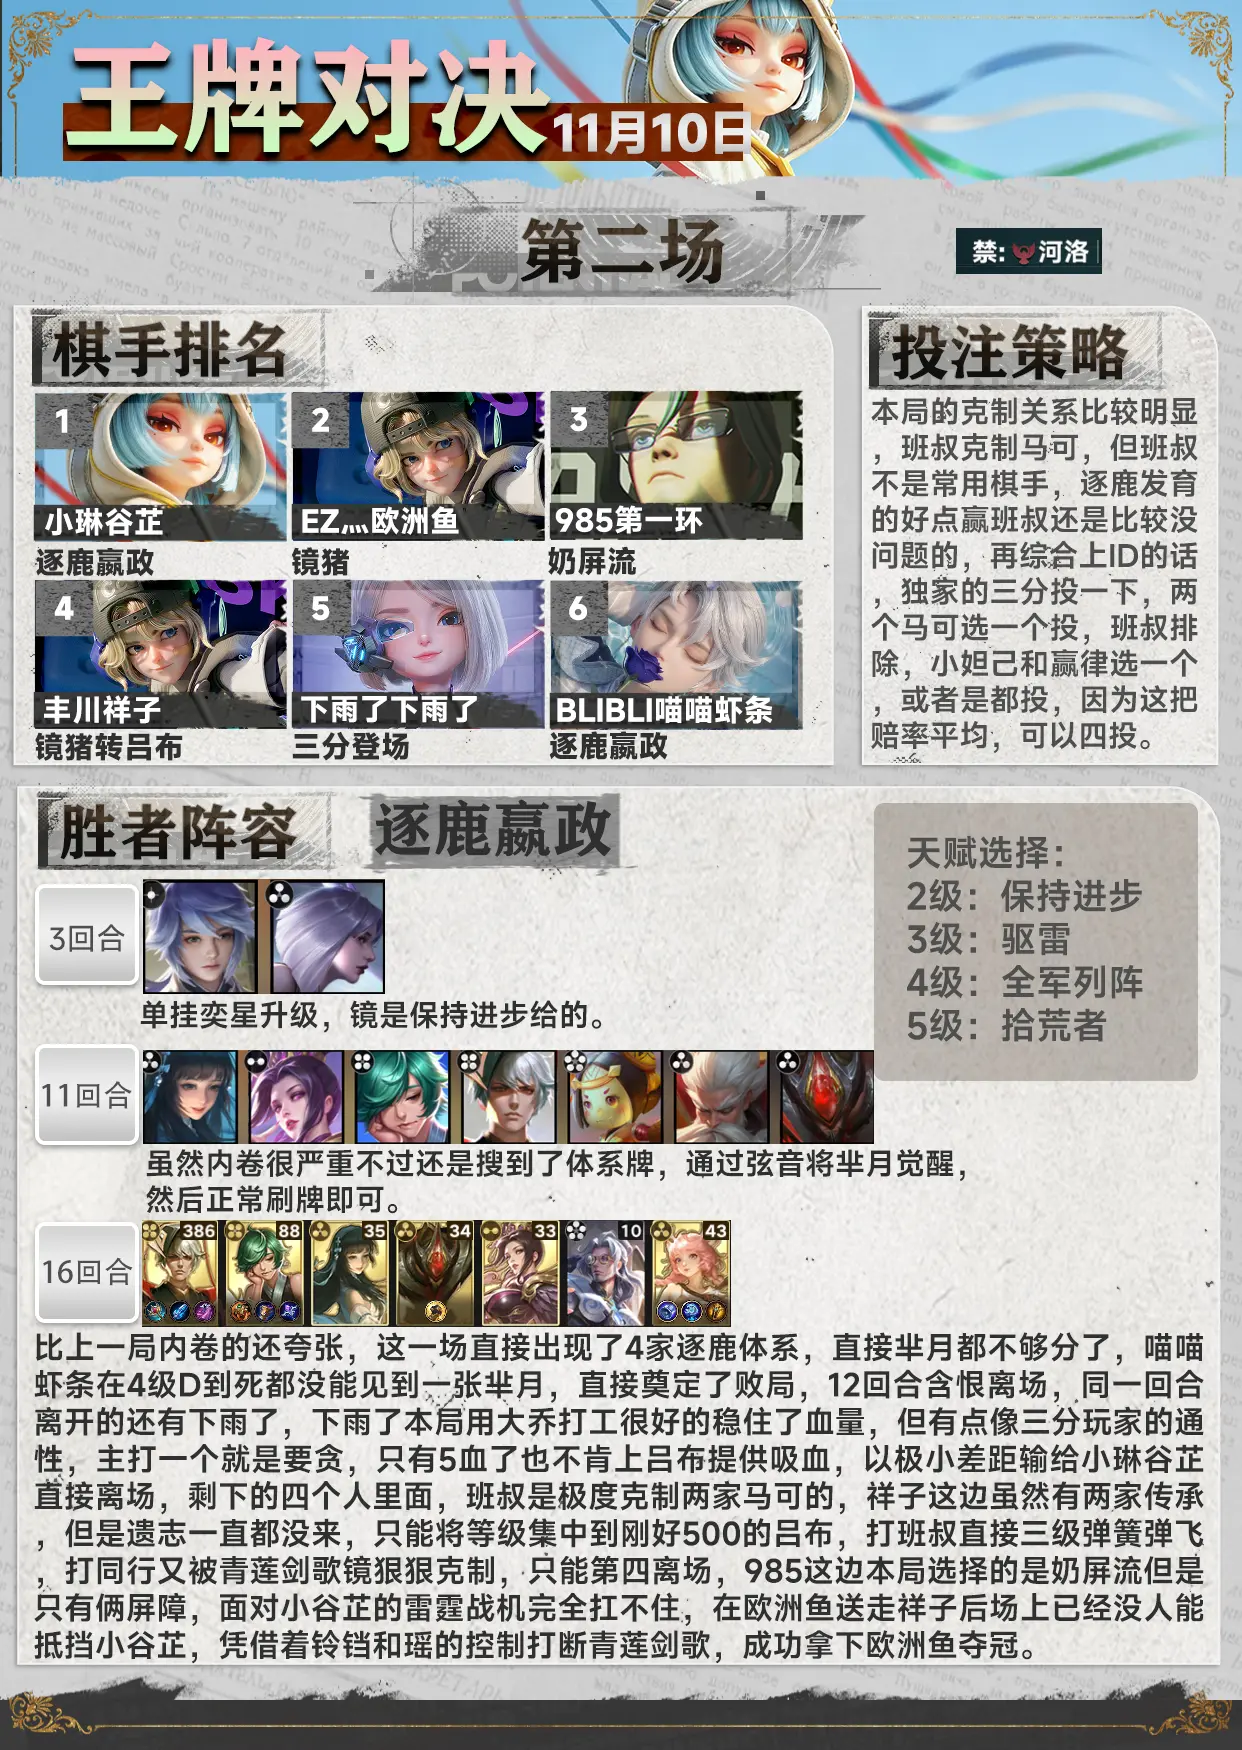 王牌对决
11月10日
第二场
禁:河洛
棋手排名
1
小琳谷芷
逐鹿嬴政
2
EZ灬欧洲鱼
镜猪
3
985第一环
奶屏流
4
丰川祥子
镜猪转吕布
5
下雨了下雨了
三分登场
6
BLIBLI喵喵虾条
逐鹿嬴政
投注策略
本局的克制关系比较明显
，班叔克制马可，但班叔
不是常用棋手，逐鹿发育
的好点赢班叔还是比较没
问题的，再综合上ID的话
，独家的三分投一下，两
个马可选一个投，班叔排
除，小妲己和赢律选一个
，或者是都投，因为这把
赔率平均，可以四投。
胜者阵容
逐鹿嬴政
天赋选择：
2级：保持进步
3级：驱雷
4级：全军列阵
5级：拾荒者
3回合
单挂奕星升级，镜是保持进步给的。
11回合
虽然内卷很严重不过还是搜到了体系牌，通过弦音将芈月觉醒，
然后正常刷牌即可。
16回合
386 88 35 34 33 10 43
比上一局内卷的还夸张，这一场直接出现了4家逐鹿体系，直接芈月都不够分了，喵喵
虾条在4级D到死都没能见到一张芈月，直接奠定了败局，12回合含恨离场，同一回合
离开的还有下雨了，下雨了本局用大乔打工很好的稳住了血量，但有点像三分玩家的通
性，主打一个就是要贪，只有5血了也不肯上吕布提供吸血，以极小差距输给小琳谷芷
直接离场，剩下的四个人里面，班叔是极度克制两家马可的，祥子这边虽然有两家传承
，但是遗志一直都没来，只能将等级集中到刚好500的吕布，打班叔直接三级弹簧弹飞
，打同行又被青莲剑歌镜狠狠克制，只能第四离场，985这边本局选择的是奶屏流但是
只有俩屏障，面对小谷芷的雷霆战机完全扛不住，在欧洲鱼送走祥子后场上已经没人能
抵挡小谷芷，凭借着铃铛和瑶的控制打断青莲剑歌，成功拿下欧洲鱼夺冠。